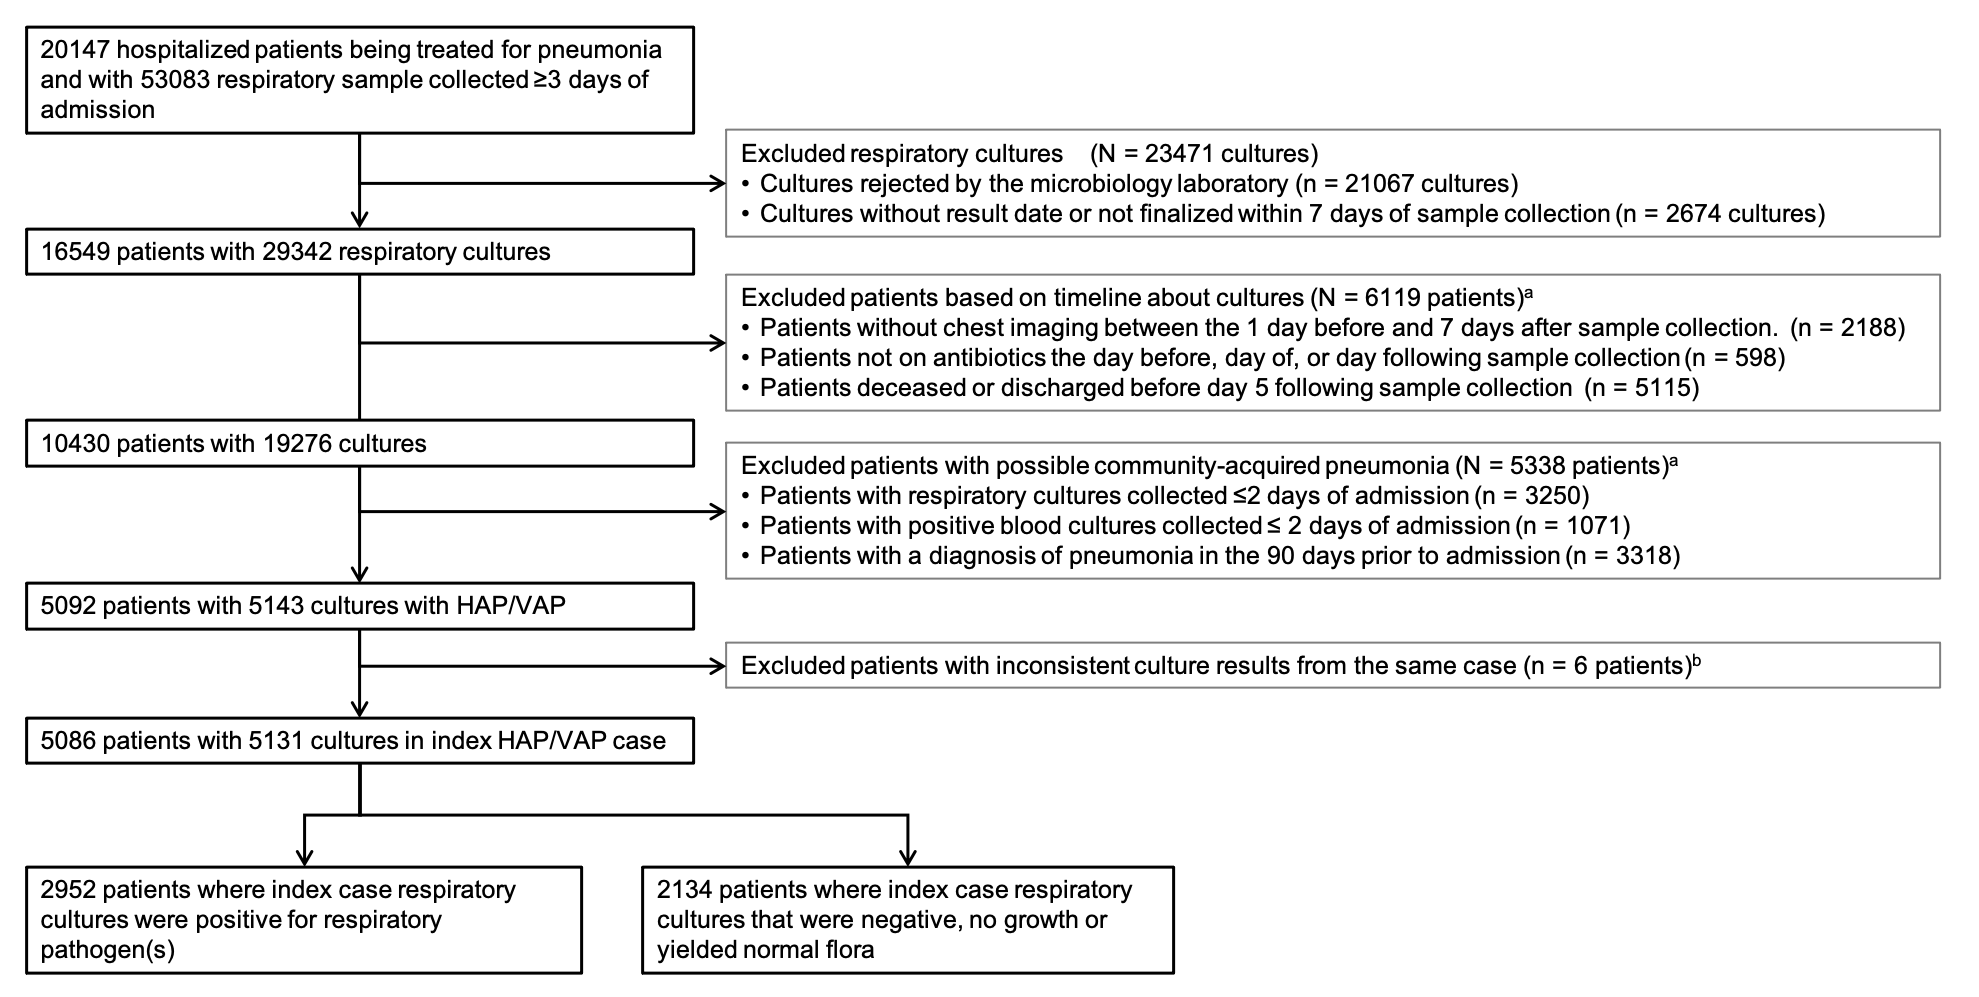 20147 hospitalized patients being treated for pneumonia
and with 53083 respiratory sample collected ≥3 days of
admission
Excluded respiratory cultures (N = 23471 cultures)
• Cultures rejected by the microbiology laboratory (n = 21067 cultures)
• Cultures without result date or not finalized within 7 days of sample collection (n = 2674 cultures)
16549 patients with 29342 respiratory cultures
Excluded patients based on timeline about cultures (N = 6119 patients)ᵃ
• Patients without chest imaging between the 1 day before and 7 days after sample collection. (n = 2188)
• Patients not on antibiotics the day before, day of, or day following sample collection (n = 598)
• Patients deceased or discharged before day 5 following sample collection (n = 5115)
10430 patients with 19276 cultures
Excluded patients with possible community-acquired pneumonia (N = 5338 patients)ᵃ
• Patients with respiratory cultures collected ≤2 days of admission (n = 3250)
• Patients with positive blood cultures collected ≤ 2 days of admission (n = 1071)
• Patients with a diagnosis of pneumonia in the 90 days prior to admission (n = 3318)
5092 patients with 5143 cultures with HAP/VAP
Excluded patients with inconsistent culture results from the same case (n = 6 patients)ᵇ
5086 patients with 5131 cultures in index HAP/VAP case
2952 patients where index case respiratory
cultures were positive for respiratory
pathogen(s)
2134 patients where index case respiratory
cultures that were negative, no growth or
yielded normal flora